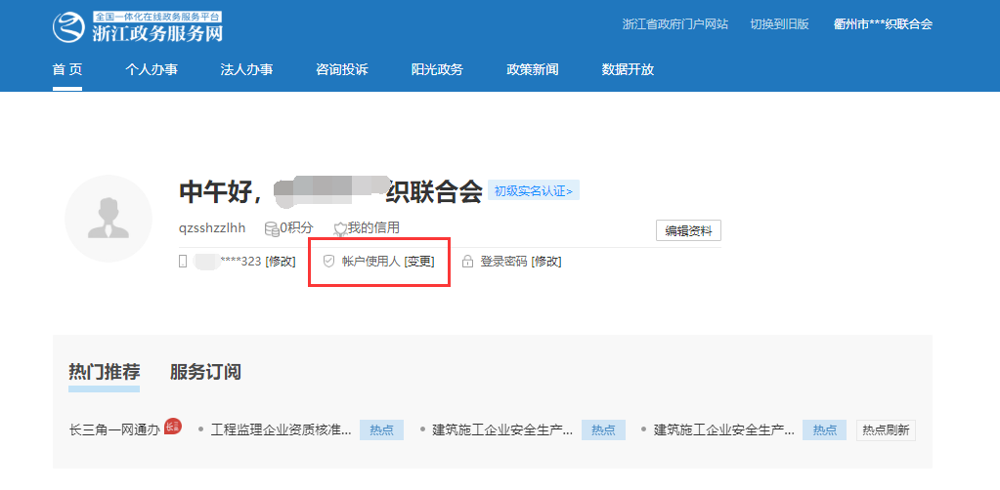 全国一体化在线政务服务平台
浙江政务服务网
浙江省政府门户网站 切换到旧版 衢州市***织联合会
首 页 个人办事 法人办事 咨询投诉 阳光政务 政策新闻 数据开放
中午好, 织联合会 初级实名认证>
qzsshzzlhh 0积分 我的信用
编辑资料
****323 [修改] 帐户使用人 [变更] 登录密码 [修改]
热门推荐 服务订阅
长三角一网通办 • 工程监理企业资质核准... 热点 • 建筑施工企业安全生产... 热点 • 建筑施工企业安全生产... 热点 热点刷新